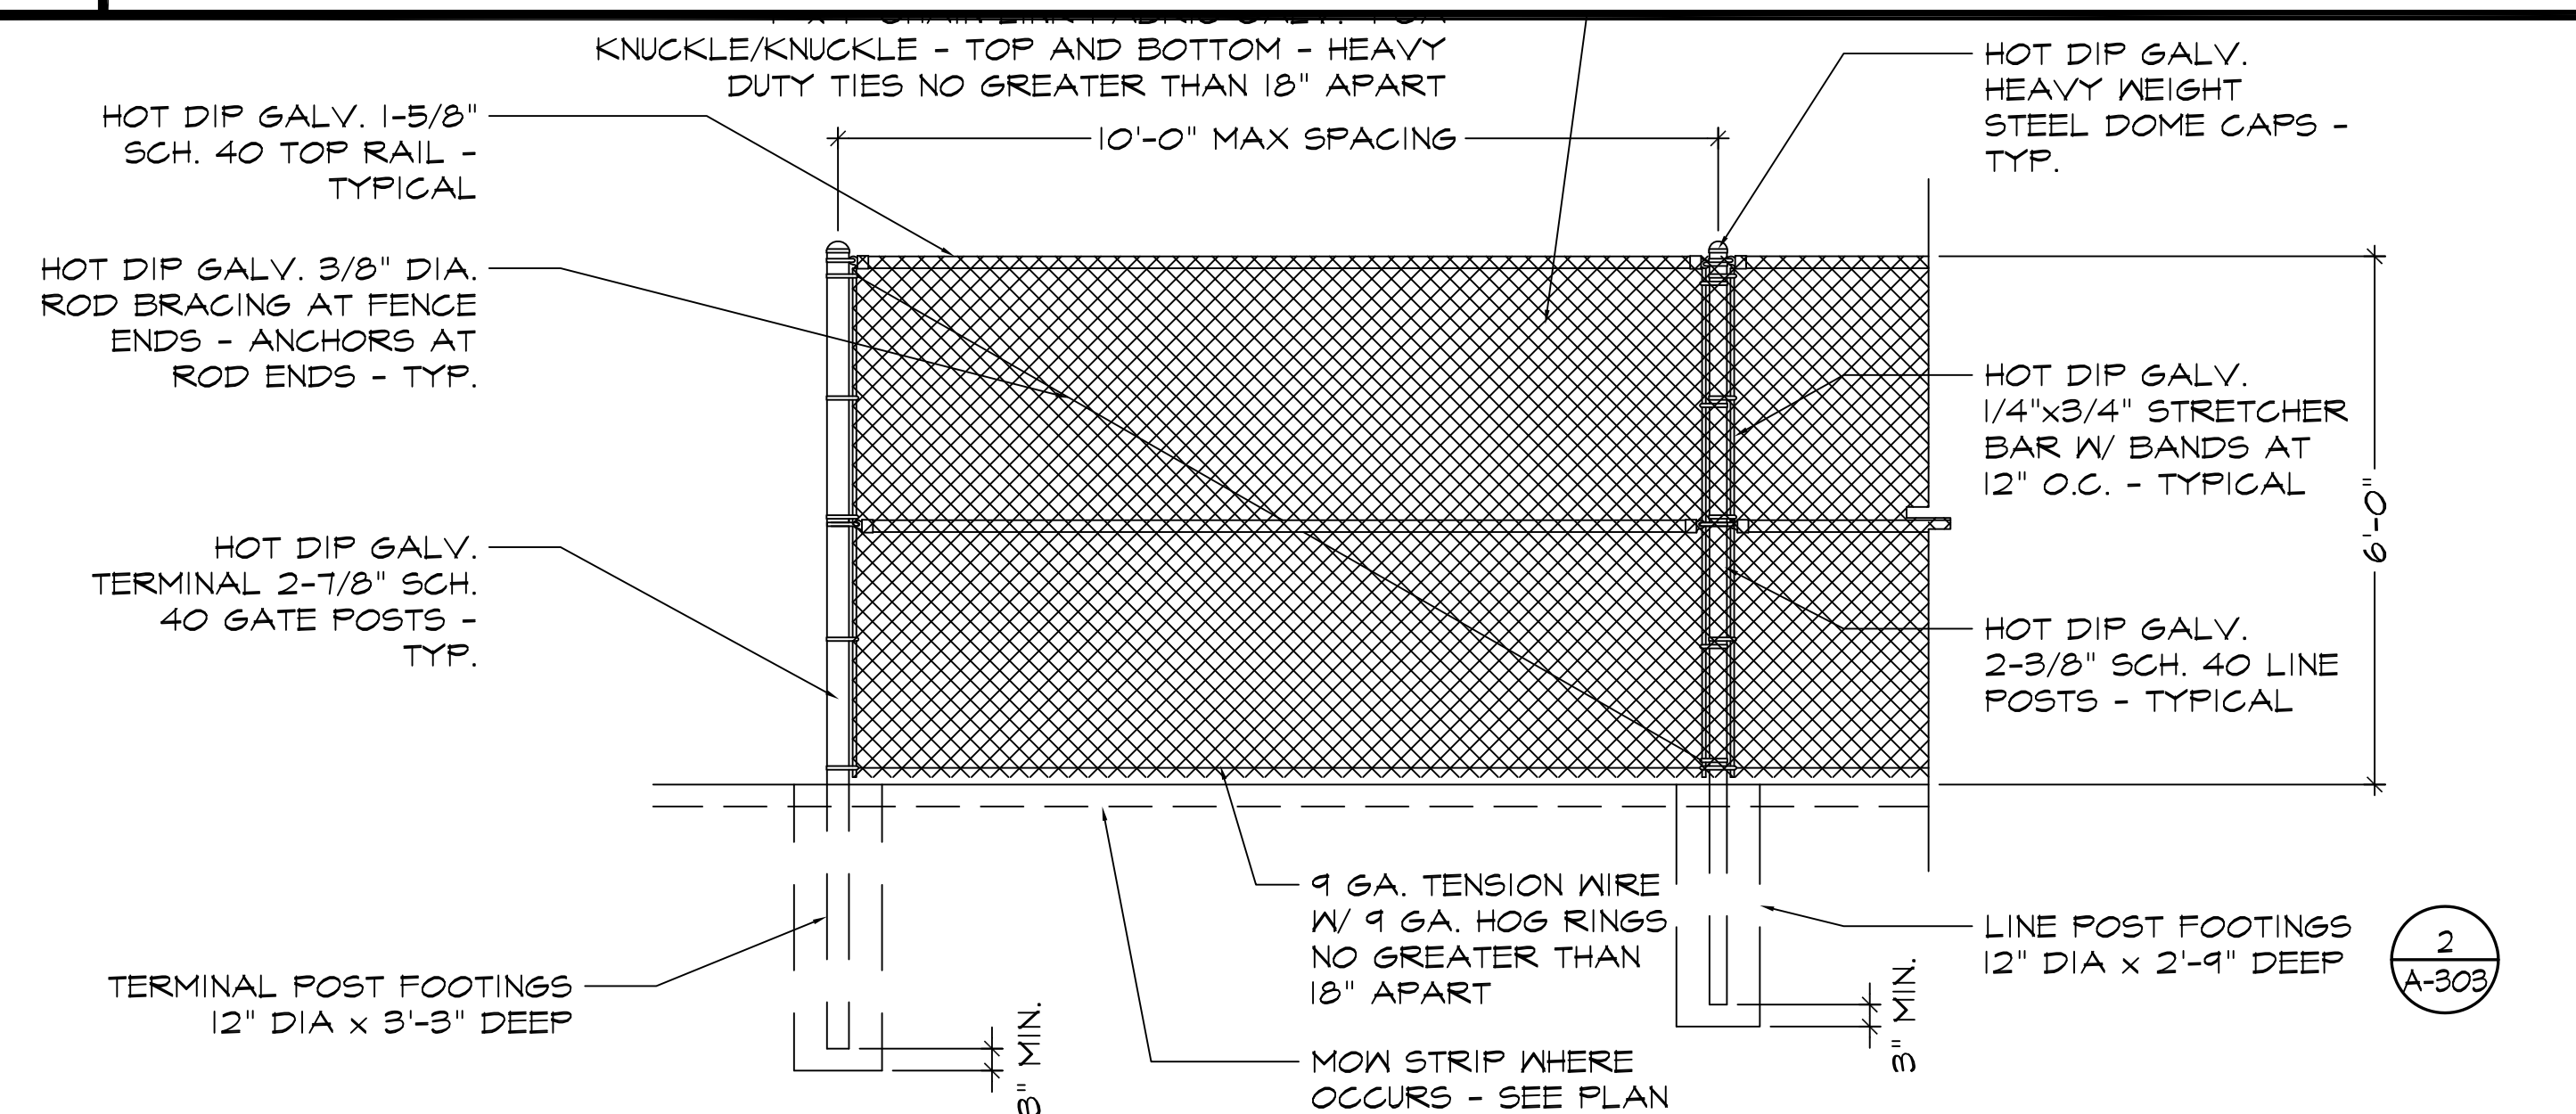 KNUCKLE/KNUCKLE - TOP AND BOTTOM - HEAVY
DUTY TIES NO GREATER THAN 18" APART
HOT DIP GALV. 1-5/8"
SCH. 40 TOP RAIL -
TYPICAL
10'-0" MAX SPACING
HOT DIP GALV.
HEAVY WEIGHT
STEEL DOME CAPS -
TYP.
HOT DIP GALV. 3/8" DIA.
ROD BRACING AT FENCE
ENDS - ANCHORS AT
ROD ENDS - TYP.
HOT DIP GALV.
1/4"x3/4" STRETCHER
BAR W/ BANDS AT
12" O.C. - TYPICAL
6'-0"
HOT DIP GALV.
TERMINAL 2-7/8" SCH.
40 GATE POSTS -
TYP.
HOT DIP GALV.
2-3/8" SCH. 40 LINE
POSTS - TYPICAL
9 GA. TENSION WIRE
W/ 9 GA. HOG RINGS
NO GREATER THAN
18" APART
LINE POST FOOTINGS
12" DIA x 2'-9" DEEP
2
A-303
TERMINAL POST FOOTINGS
12" DIA x 3'-3" DEEP
MIN.
3" MIN.
MOW STRIP WHERE
OCCURS - SEE PLAN